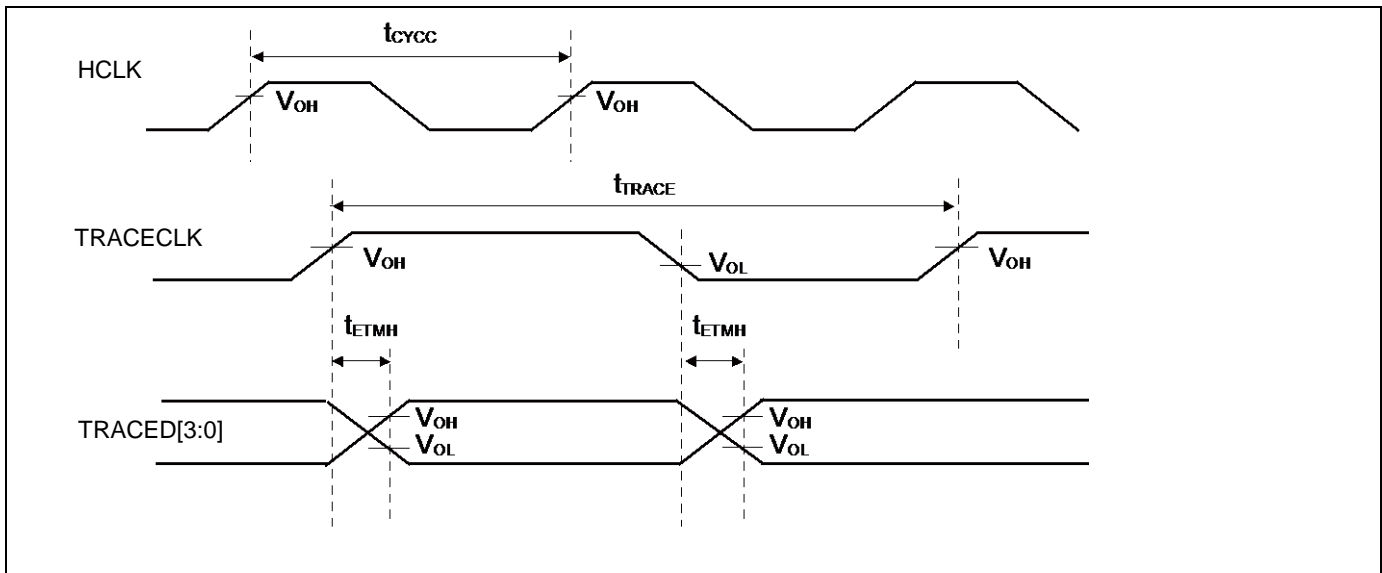 tCYCC
HCLK
VOH VOH
tTRACE
TRACECLK
VOH VOL VOH
tETMH tETMH
TRACED[3:0]
VOH VOH
VOL VOL